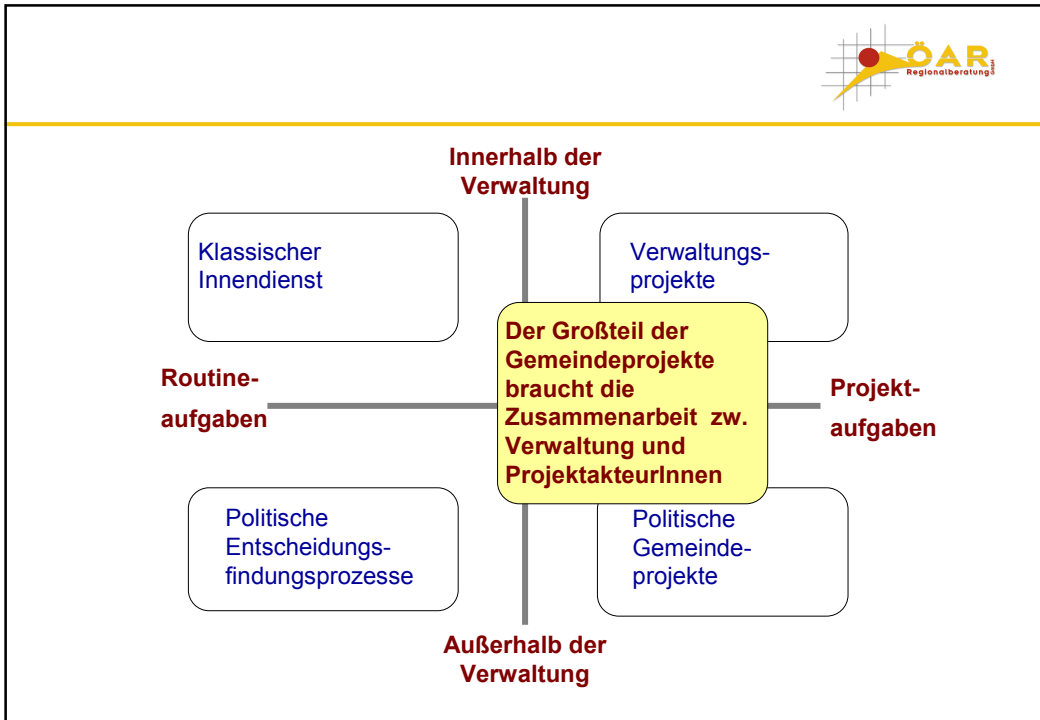 ÖAR
Regionalberatung
GmbH
Innerhalb der
Verwaltung
Klassischer
Innendienst
Verwaltungs-
projekte
Der Großteil der
Gemeindeprojekte
braucht die
Zusammenarbeit zw.
Verwaltung und
ProjektakteurInnen
Routine-
aufgaben
Projekt-
aufgaben
Politische
Entscheidungs-
findungsprozesse
Politische
Gemeinde-
projekte
Außerhalb der
Verwaltung